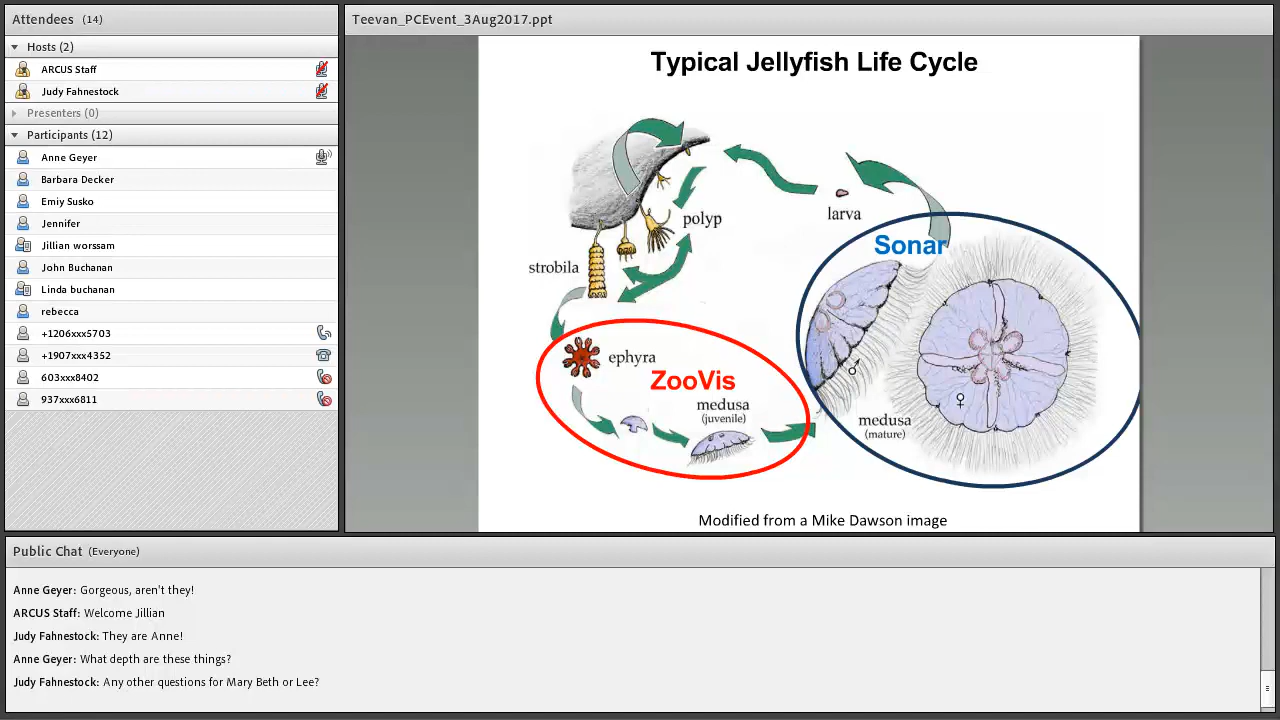 Attendees (14)
Hosts (2)
ARCUS Staff
Judy Fahnestock
Presenters (0)
Participants (12)
Anne Geyer
Barbara Decker
Emiy Susko
Jennifer
Jillian worssam
John Buchanan
Linda buchanan
rebecca
+1206xxx5703
+1907xxx4352
603xxx8402
937xxx6811
Teevan_PCEvent_3Aug2017.ppt
Typical Jellyfish Life Cycle
polyp
larva
strobila
Sonar
ephyra
ZooVis
medusa
(juvenile)
♂
♀
medusa
(mature)
Modified from a Mike Dawson image
Public Chat (Everyone)
Anne Geyer: Gorgeous, aren't they!
ARCUS Staff: Welcome Jillian
Judy Fahnestock: They are Anne!
Anne Geyer: What depth are these things?
Judy Fahnestock: Any other questions for Mary Beth or Lee?